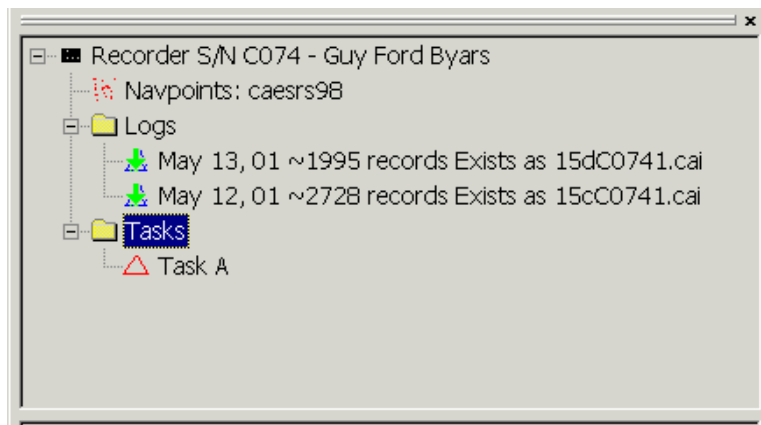 Recorder S/N C074 - Guy Ford Byars
Navpoints: caesrs98
Logs
May 13, 01 ~1995 records Exists as 15dC0741.cai
May 12, 01 ~2728 records Exists as 15cC0741.cai
Tasks
Task A